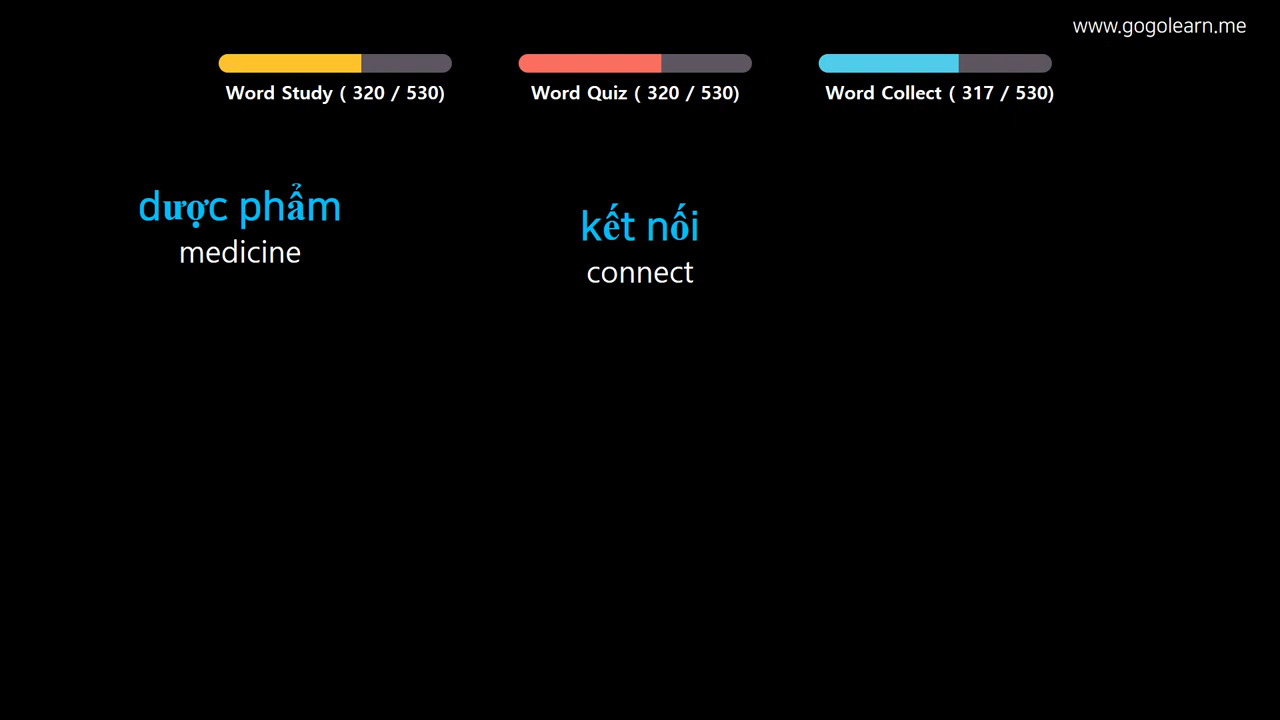 www.gogolearn.me
Word Study ( 320 / 530)
Word Quiz ( 320 / 530)
Word Collect ( 317 / 530)
dược phẩm
medicine
kết nối
connect